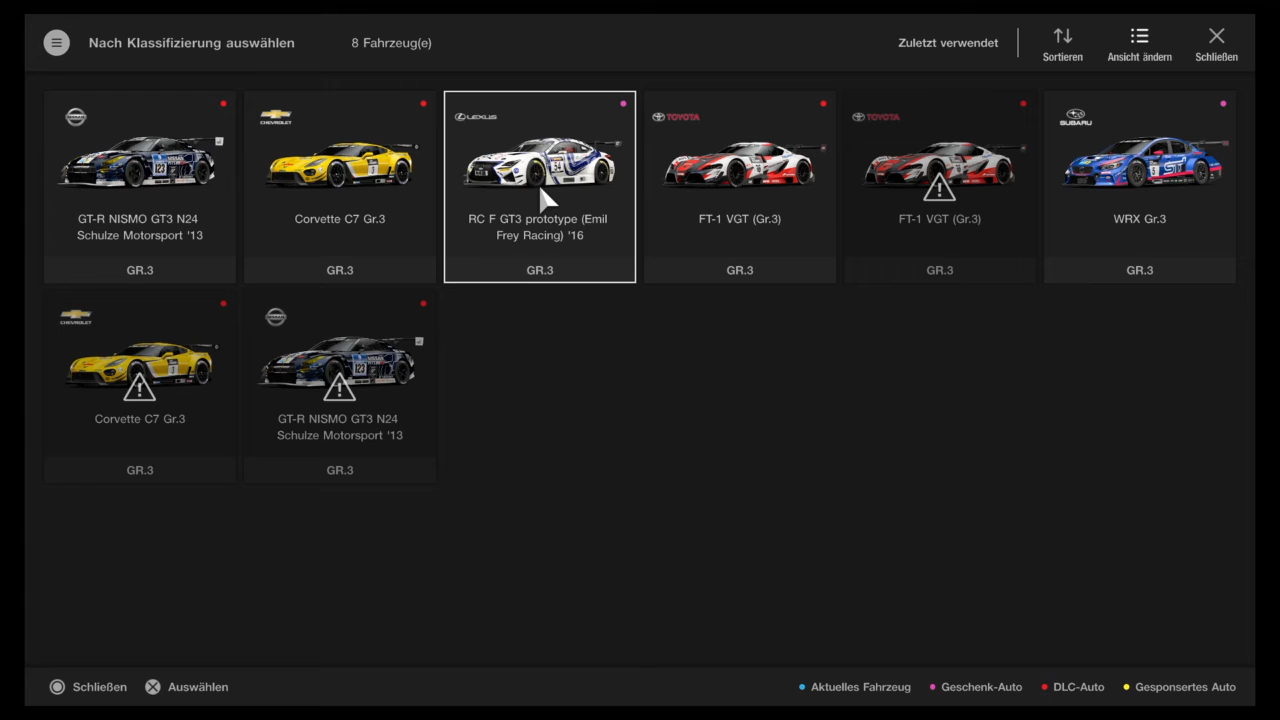 Nach Klassifizierung auswählen
8 Fahrzeug(e)
Zuletzt verwendet
Sortieren
Ansicht ändern
Schließen
GT-R NISMO GT3 N24
Schulze Motorsport '13
GR.3
CHEVROLET
Corvette C7 Gr.3
GR.3
LEXUS
RC F GT3 prototype (Emil
Frey Racing) '16
GR.3
TOYOTA
FT-1 VGT (Gr.3)
GR.3
TOYOTA
FT-1 VGT (Gr.3)
GR.3
SUBARU
WRX Gr.3
GR.3
CHEVROLET
Corvette C7 Gr.3
GR.3
GT-R NISMO GT3 N24
Schulze Motorsport '13
GR.3
Schließen
Auswählen
Aktuelles Fahrzeug
Geschenk-Auto
DLC-Auto
Gesponsertes Auto